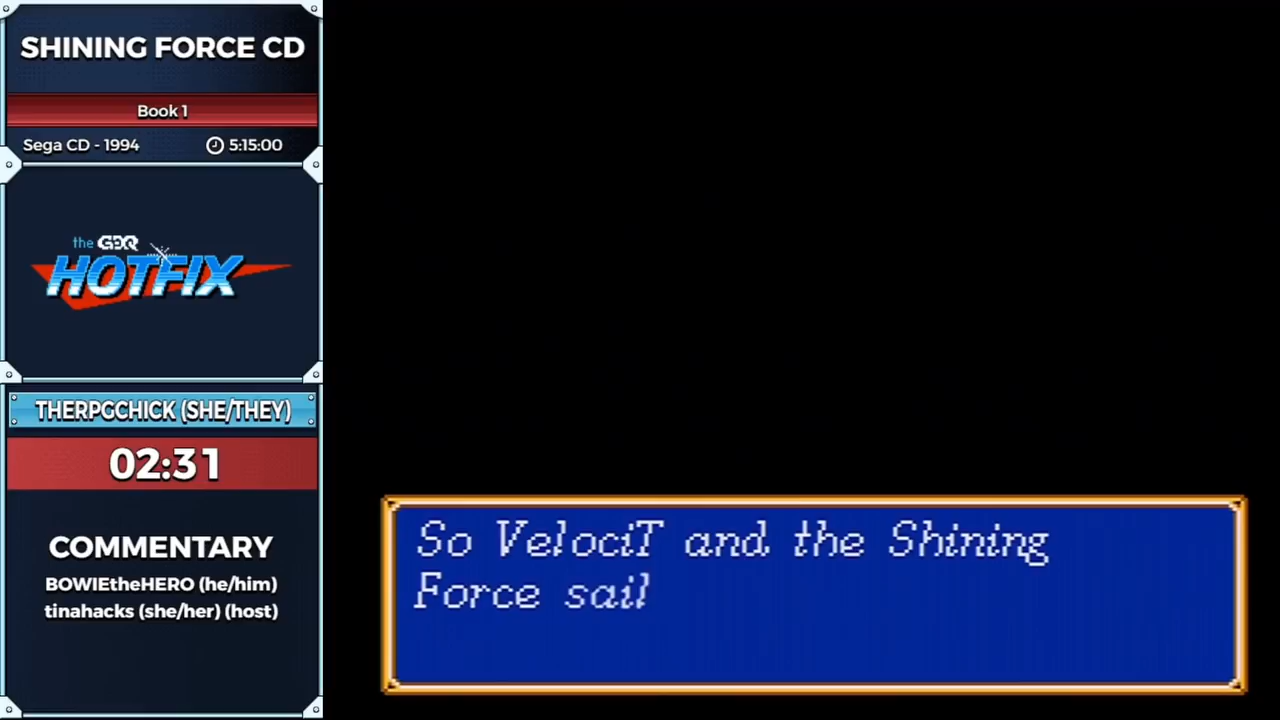 SHINING FORCE CD
Book 1
Sega CD - 1994 5:15:00
the GDQ
HOTFIX
THERPGCHICK (SHE/THEY)
02:31
COMMENTARY
BOWIEtheHERO (he/him)
tinahacks (she/her) (host)
So VelociT and the Shining
Force sail